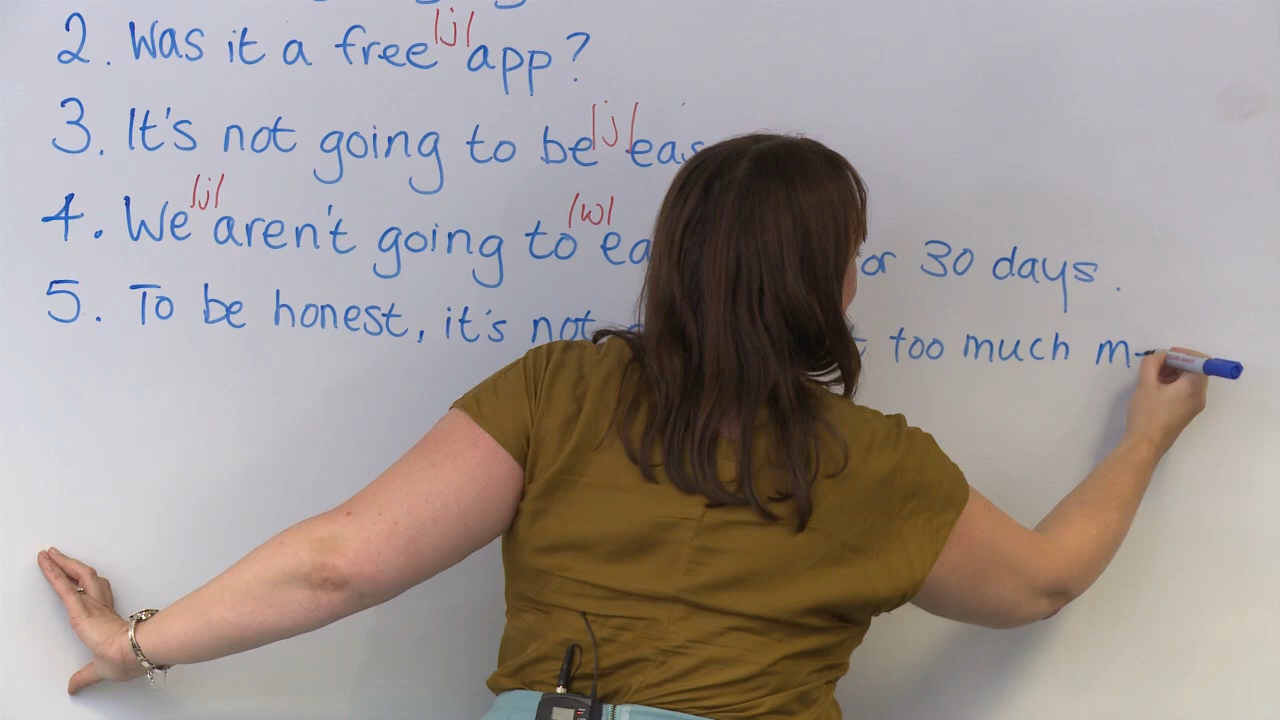 2. Was it a free /j/ app?
3. It's not going to be /j/ eas
4. We /j/ aren't going to /w/ ea or 30 days.
5. To be honest, it's not too much m